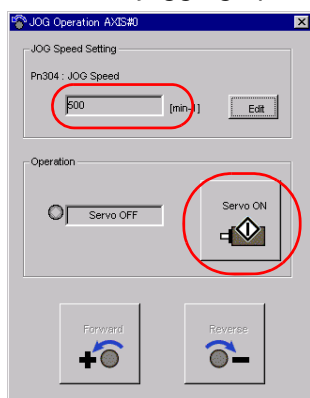 JOG Operation AXIS#0
JOG Speed Setting
Pn304 : JOG Speed
500 [min-1] Edit
Operation
Servo OFF
Servo ON
Forward
Reverse